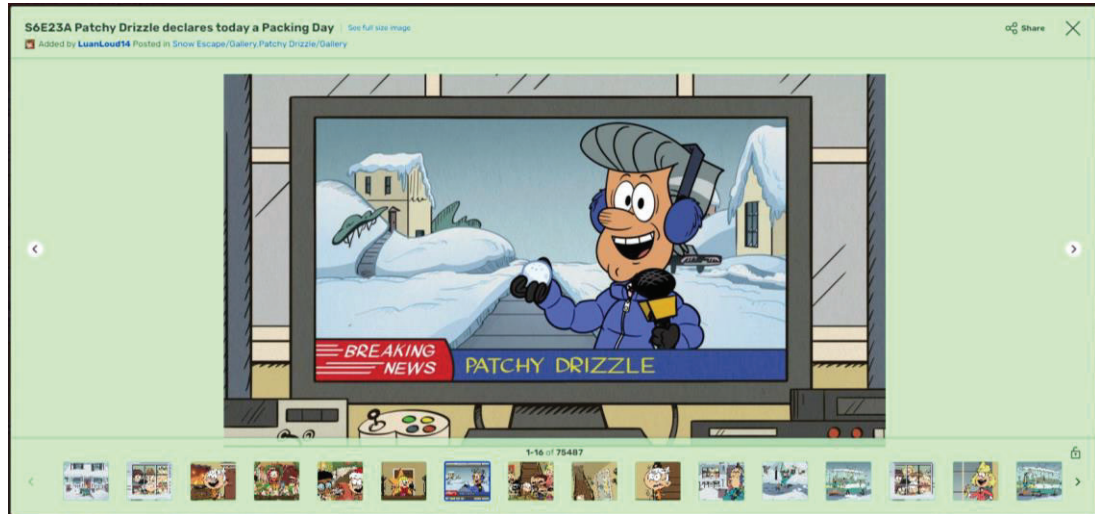 S6E23A Patchy Drizzle declares today a Packing Day See full size image
Share
Added by LuanLoud14 Posted in Snow Escape/Gallery,Patchy Drizzle/Gallery
BREAKING
NEWS
PATCHY DRIZZLE
1-16 of 75487